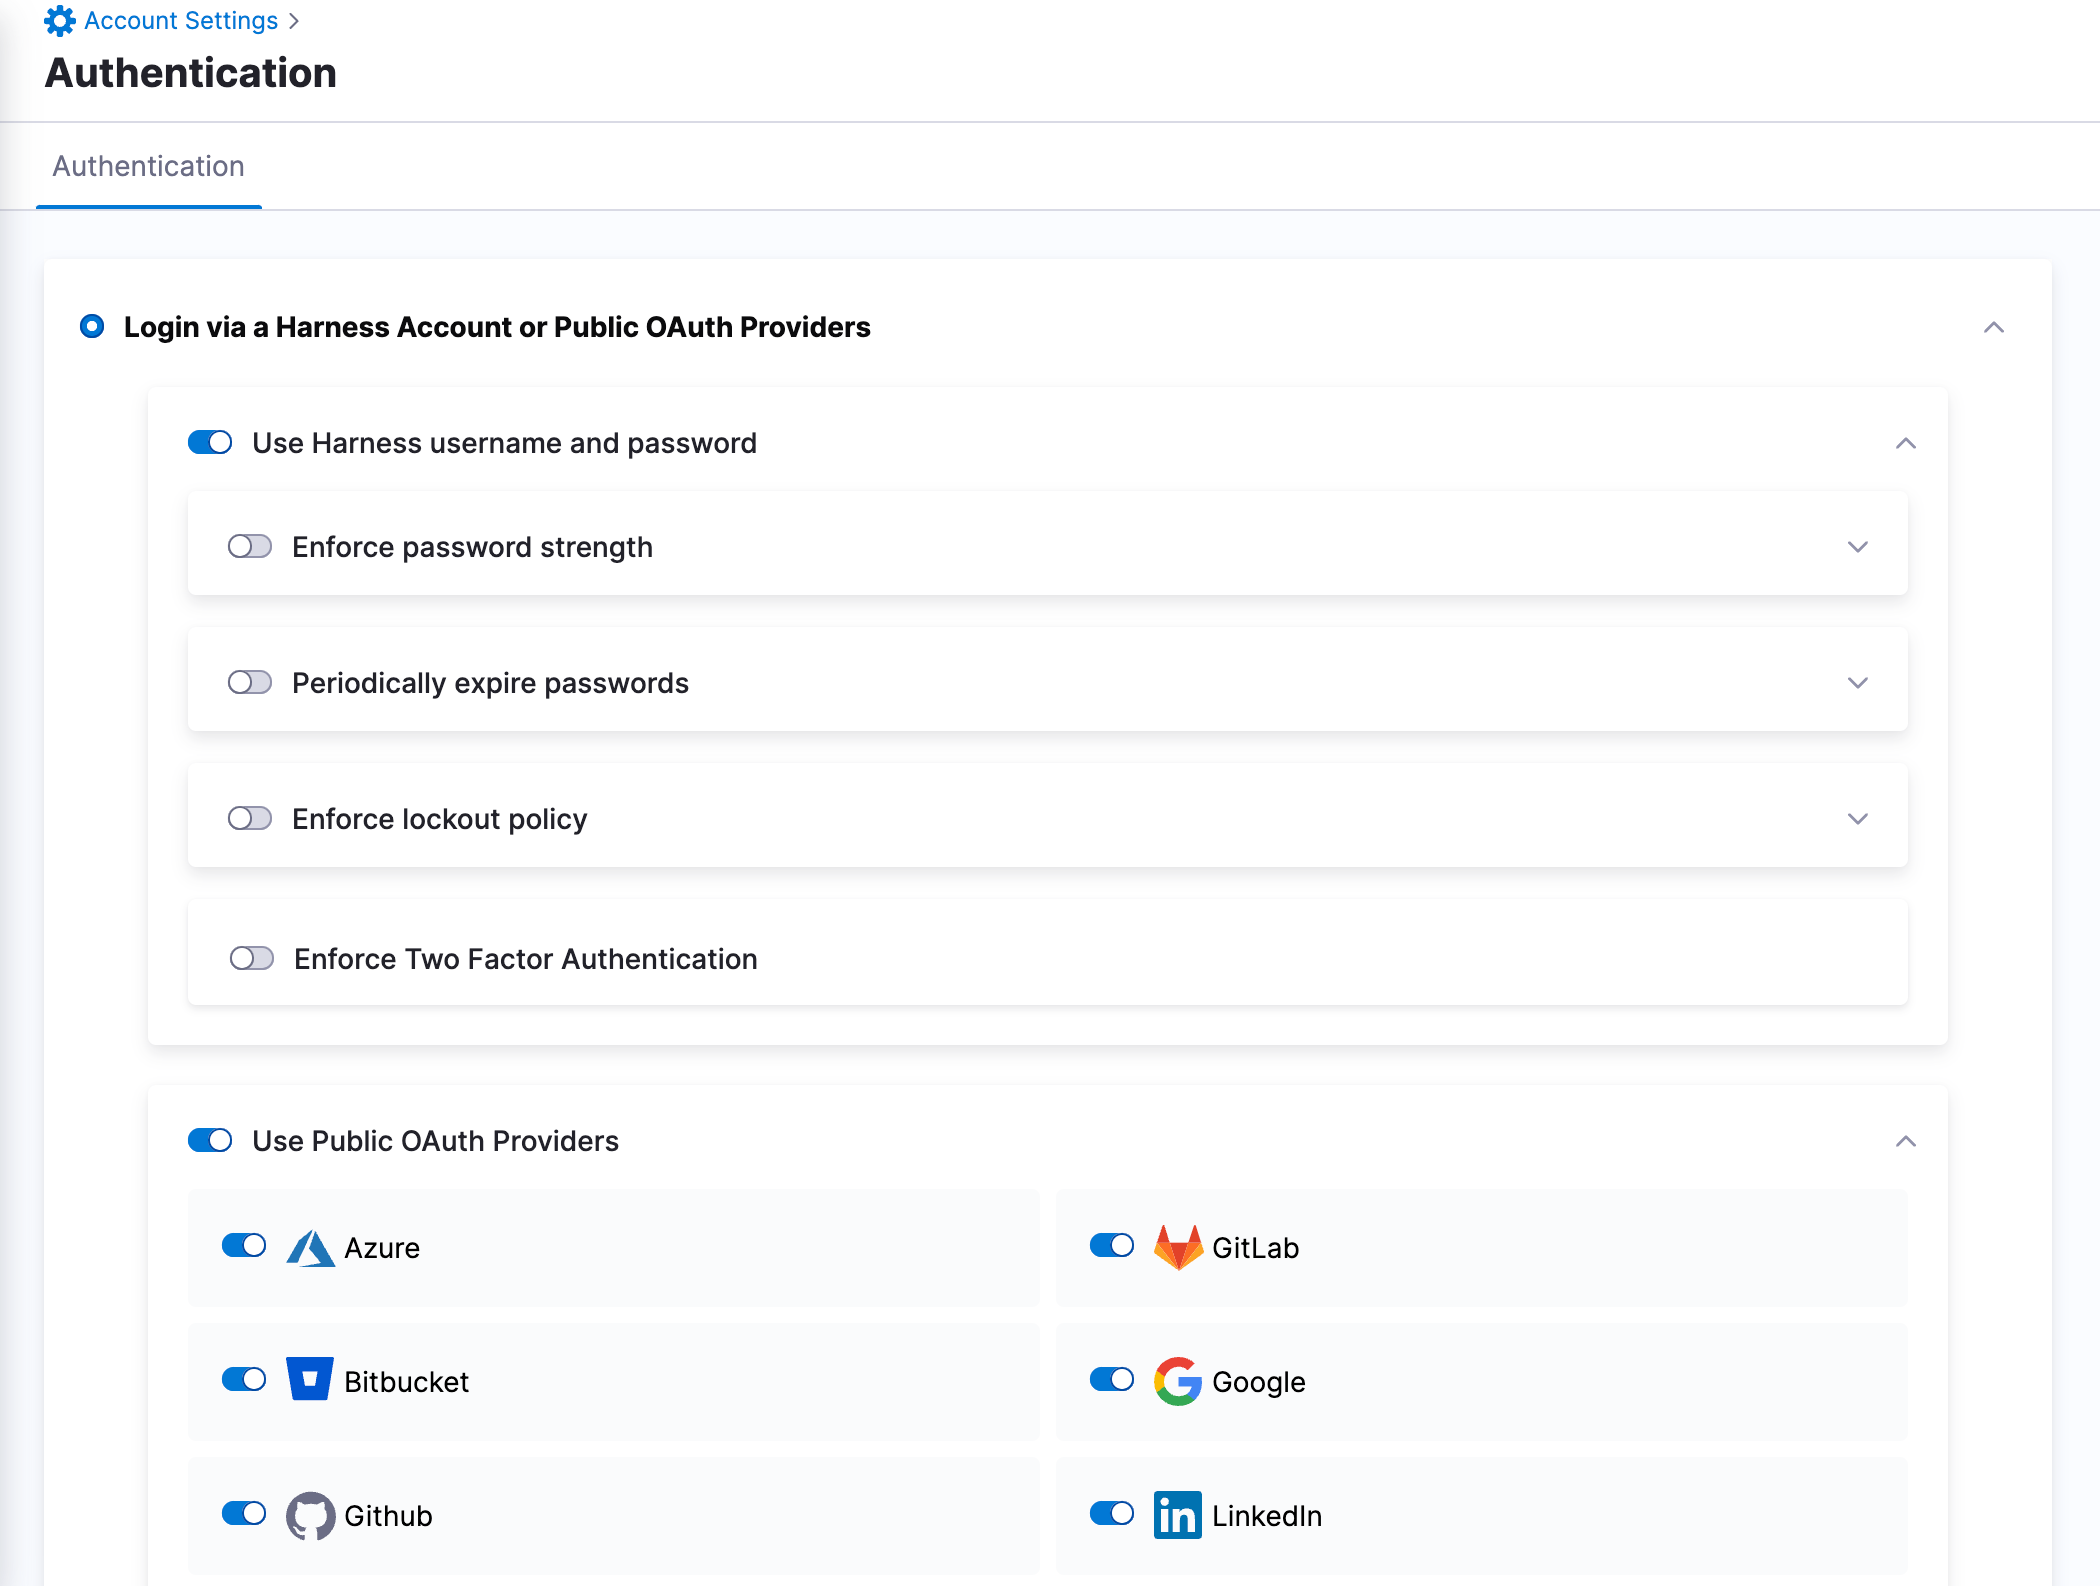 Account Settings
Authentication
Authentication
Login via a Harness Account or Public OAuth Providers
Use Harness username and password
Enforce password strength
Periodically expire passwords
Enforce lockout policy
Enforce Two Factor Authentication
Use Public OAuth Providers
Azure
GitLab
Bitbucket
Google
Github
in LinkedIn